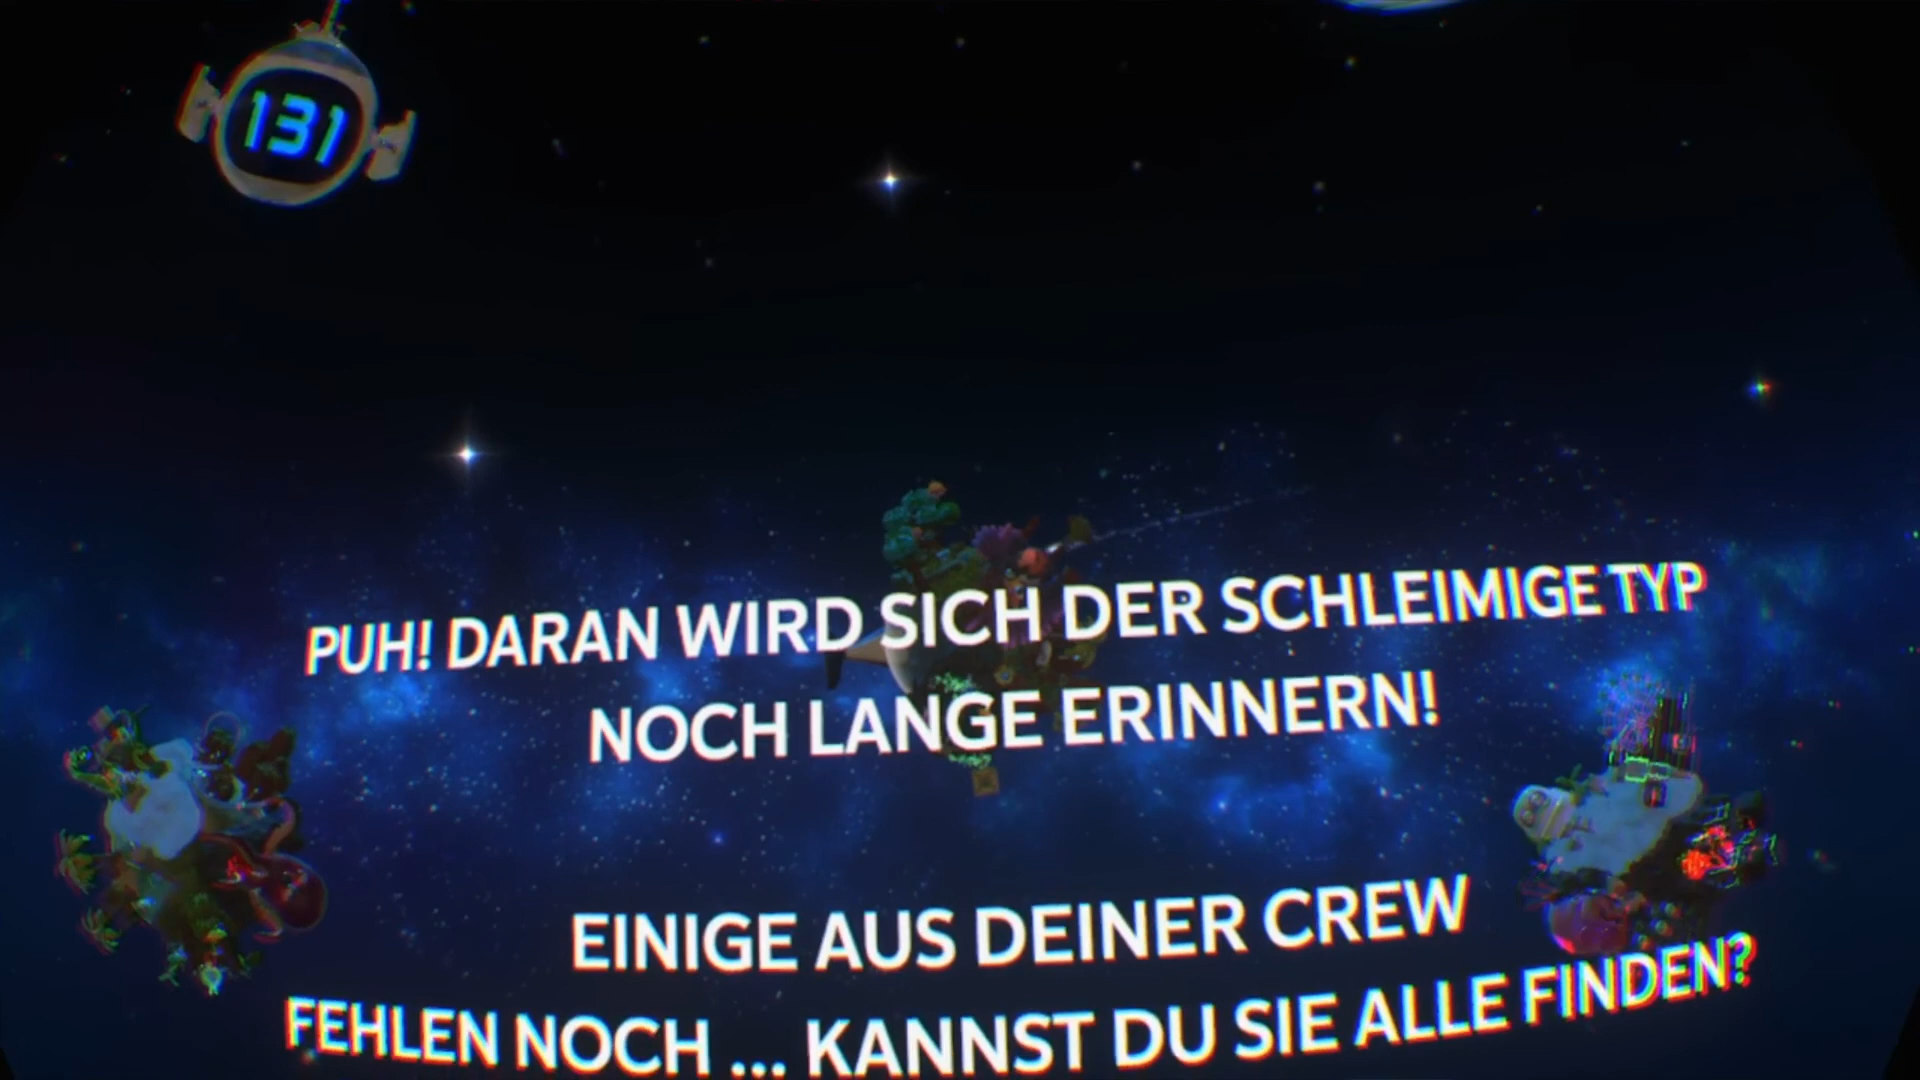 131
PUH! DARAN WIRD SICH DER SCHLEIMIGE TYP
NOCH LANGE ERINNERN!
EINIGE AUS DEINER CREW
FEHLEN NOCH ... KANNST DU SIE ALLE FINDEN?